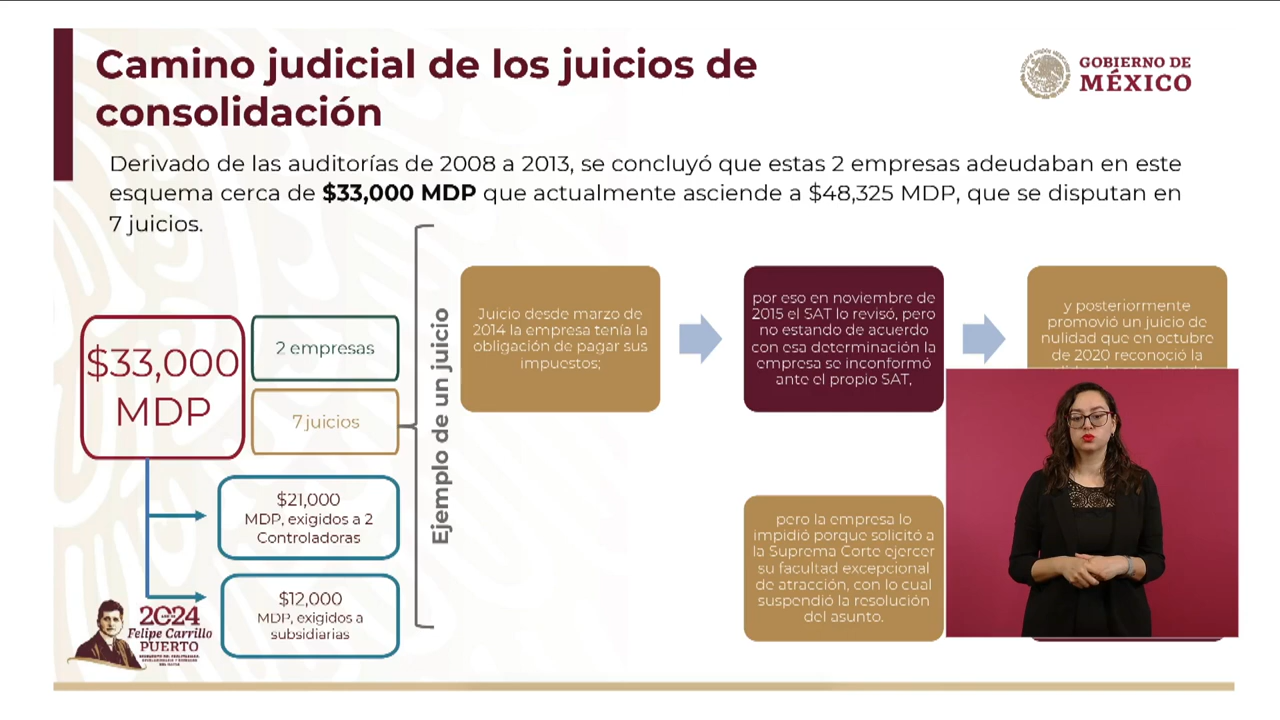 Camino judicial de los juicios de
consolidación
GOBIERNO DE
MÉXICO
Derivado de las auditorías de 2008 a 2013, se concluyó que estas 2 empresas adeudaban en este
esquema cerca de $33,000 MDP que actualmente asciende a $48,325 MDP, que se disputan en
7 juicios.
$33,000
MDP
2 empresas
7 juicios
$21,000
MDP, exigidos a 2
Controladoras
$12,000
MDP, exigidos a
subsidiarias
Ejemplo de un juicio
Juicio desde marzo de
2014 la empresa tenía la
obligación de pagar sus
impuestos;
por eso en noviembre de
2015 el SAT lo revisó, pero
no estando de acuerdo
con esa determinación la
empresa se inconformó
ante el propio SAT,
y posteriormente
promovió un juicio de
nulidad que en octubre
de 2020 reconoció la
pero la empresa lo
impidió porque solicitó a
la Suprema Corte ejercer
su facultad excepcional
de atracción, con lo cual
suspendió la resolución
del asunto.
2024
Felipe Carrillo
PUERTO